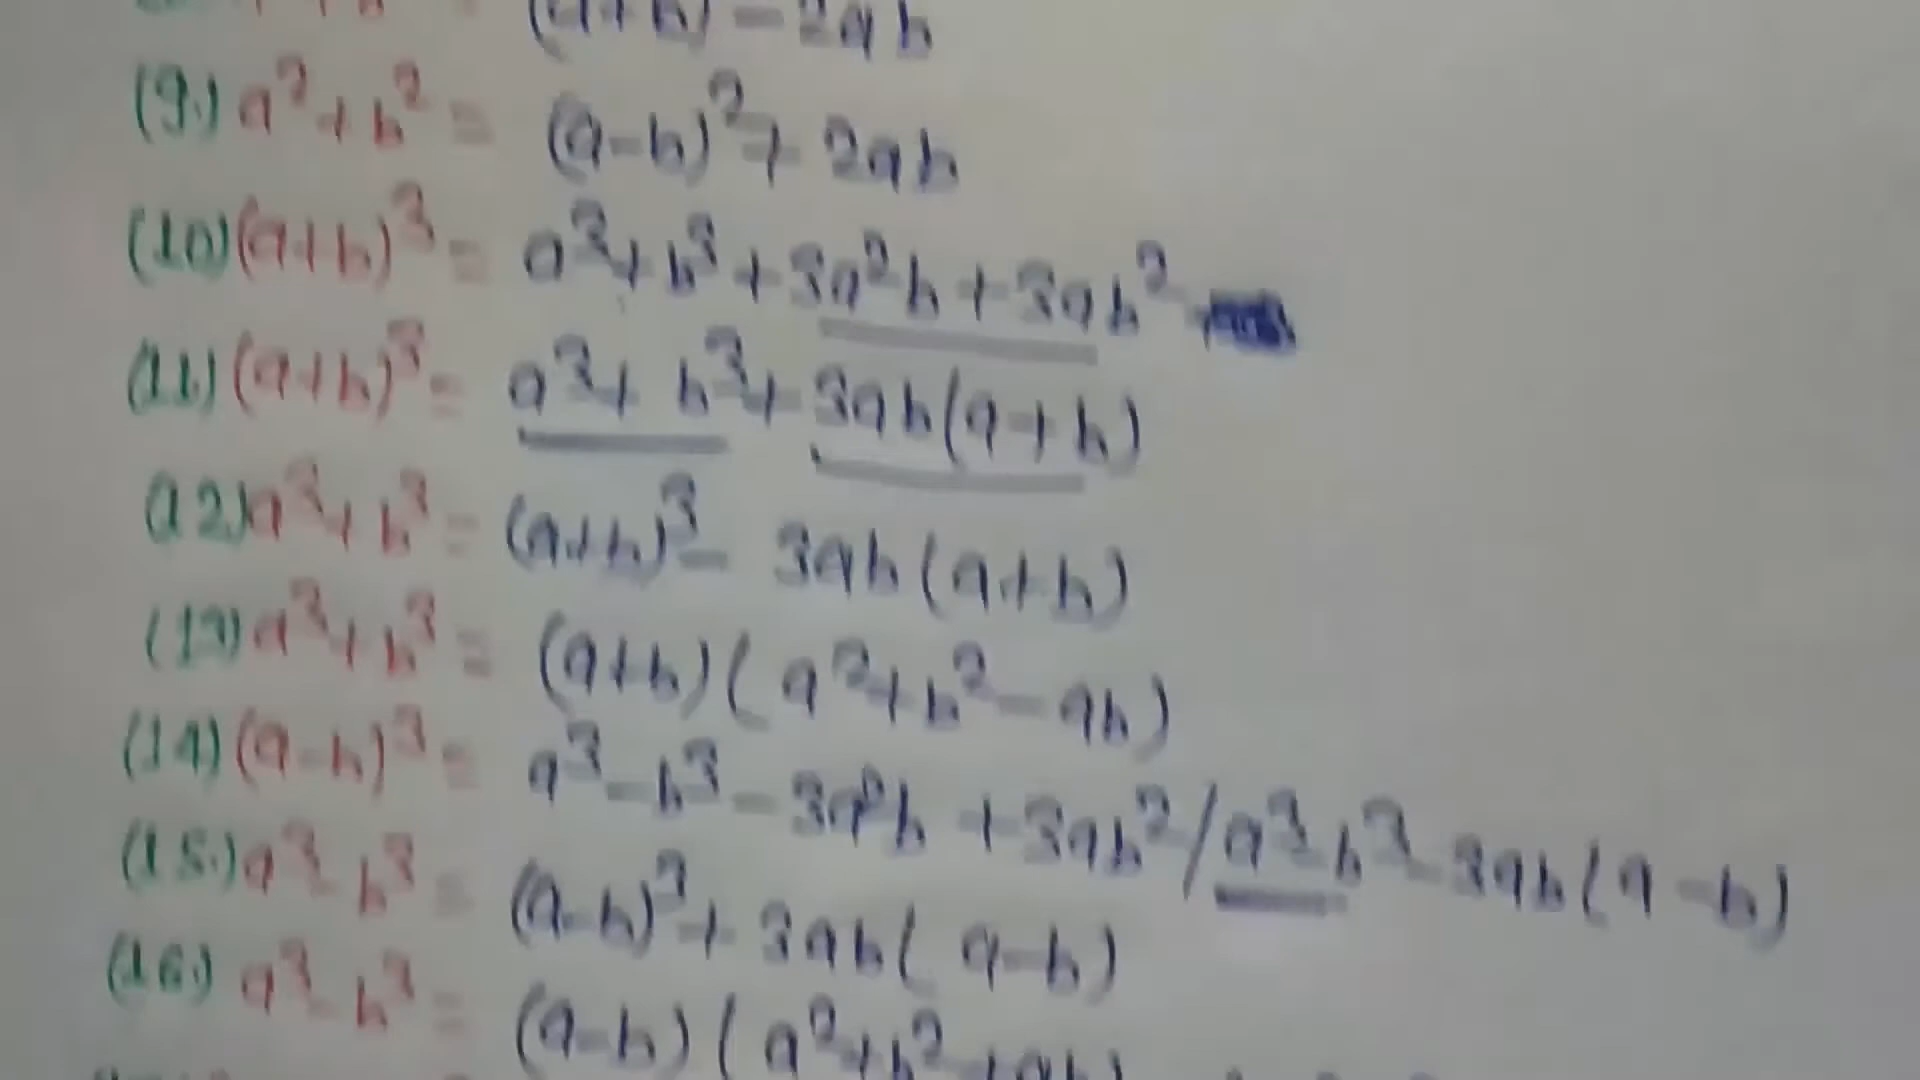 (a+b) - 2ab
(9.) a²+b² = (a-b)²+ 2ab
(10) (a+b)³ = a³+b³+3a²b+3ab²
(11.) (a+b)³ = a³+ b³+ 3ab(a+b)
(12.) a³+b³ = (a+b)³- 3ab(a+b)
(13) a³+b³ = (a+b)(a²+b²-ab)
(14) (a-b)³ = a³-b³-3a²b+3ab²/a³-b³-3ab(a-b)
(15.) a³-b³ = (a-b)³+ 3ab(a-b)
(16.) a³-b³ = (a-b)(a²+b²+ab)